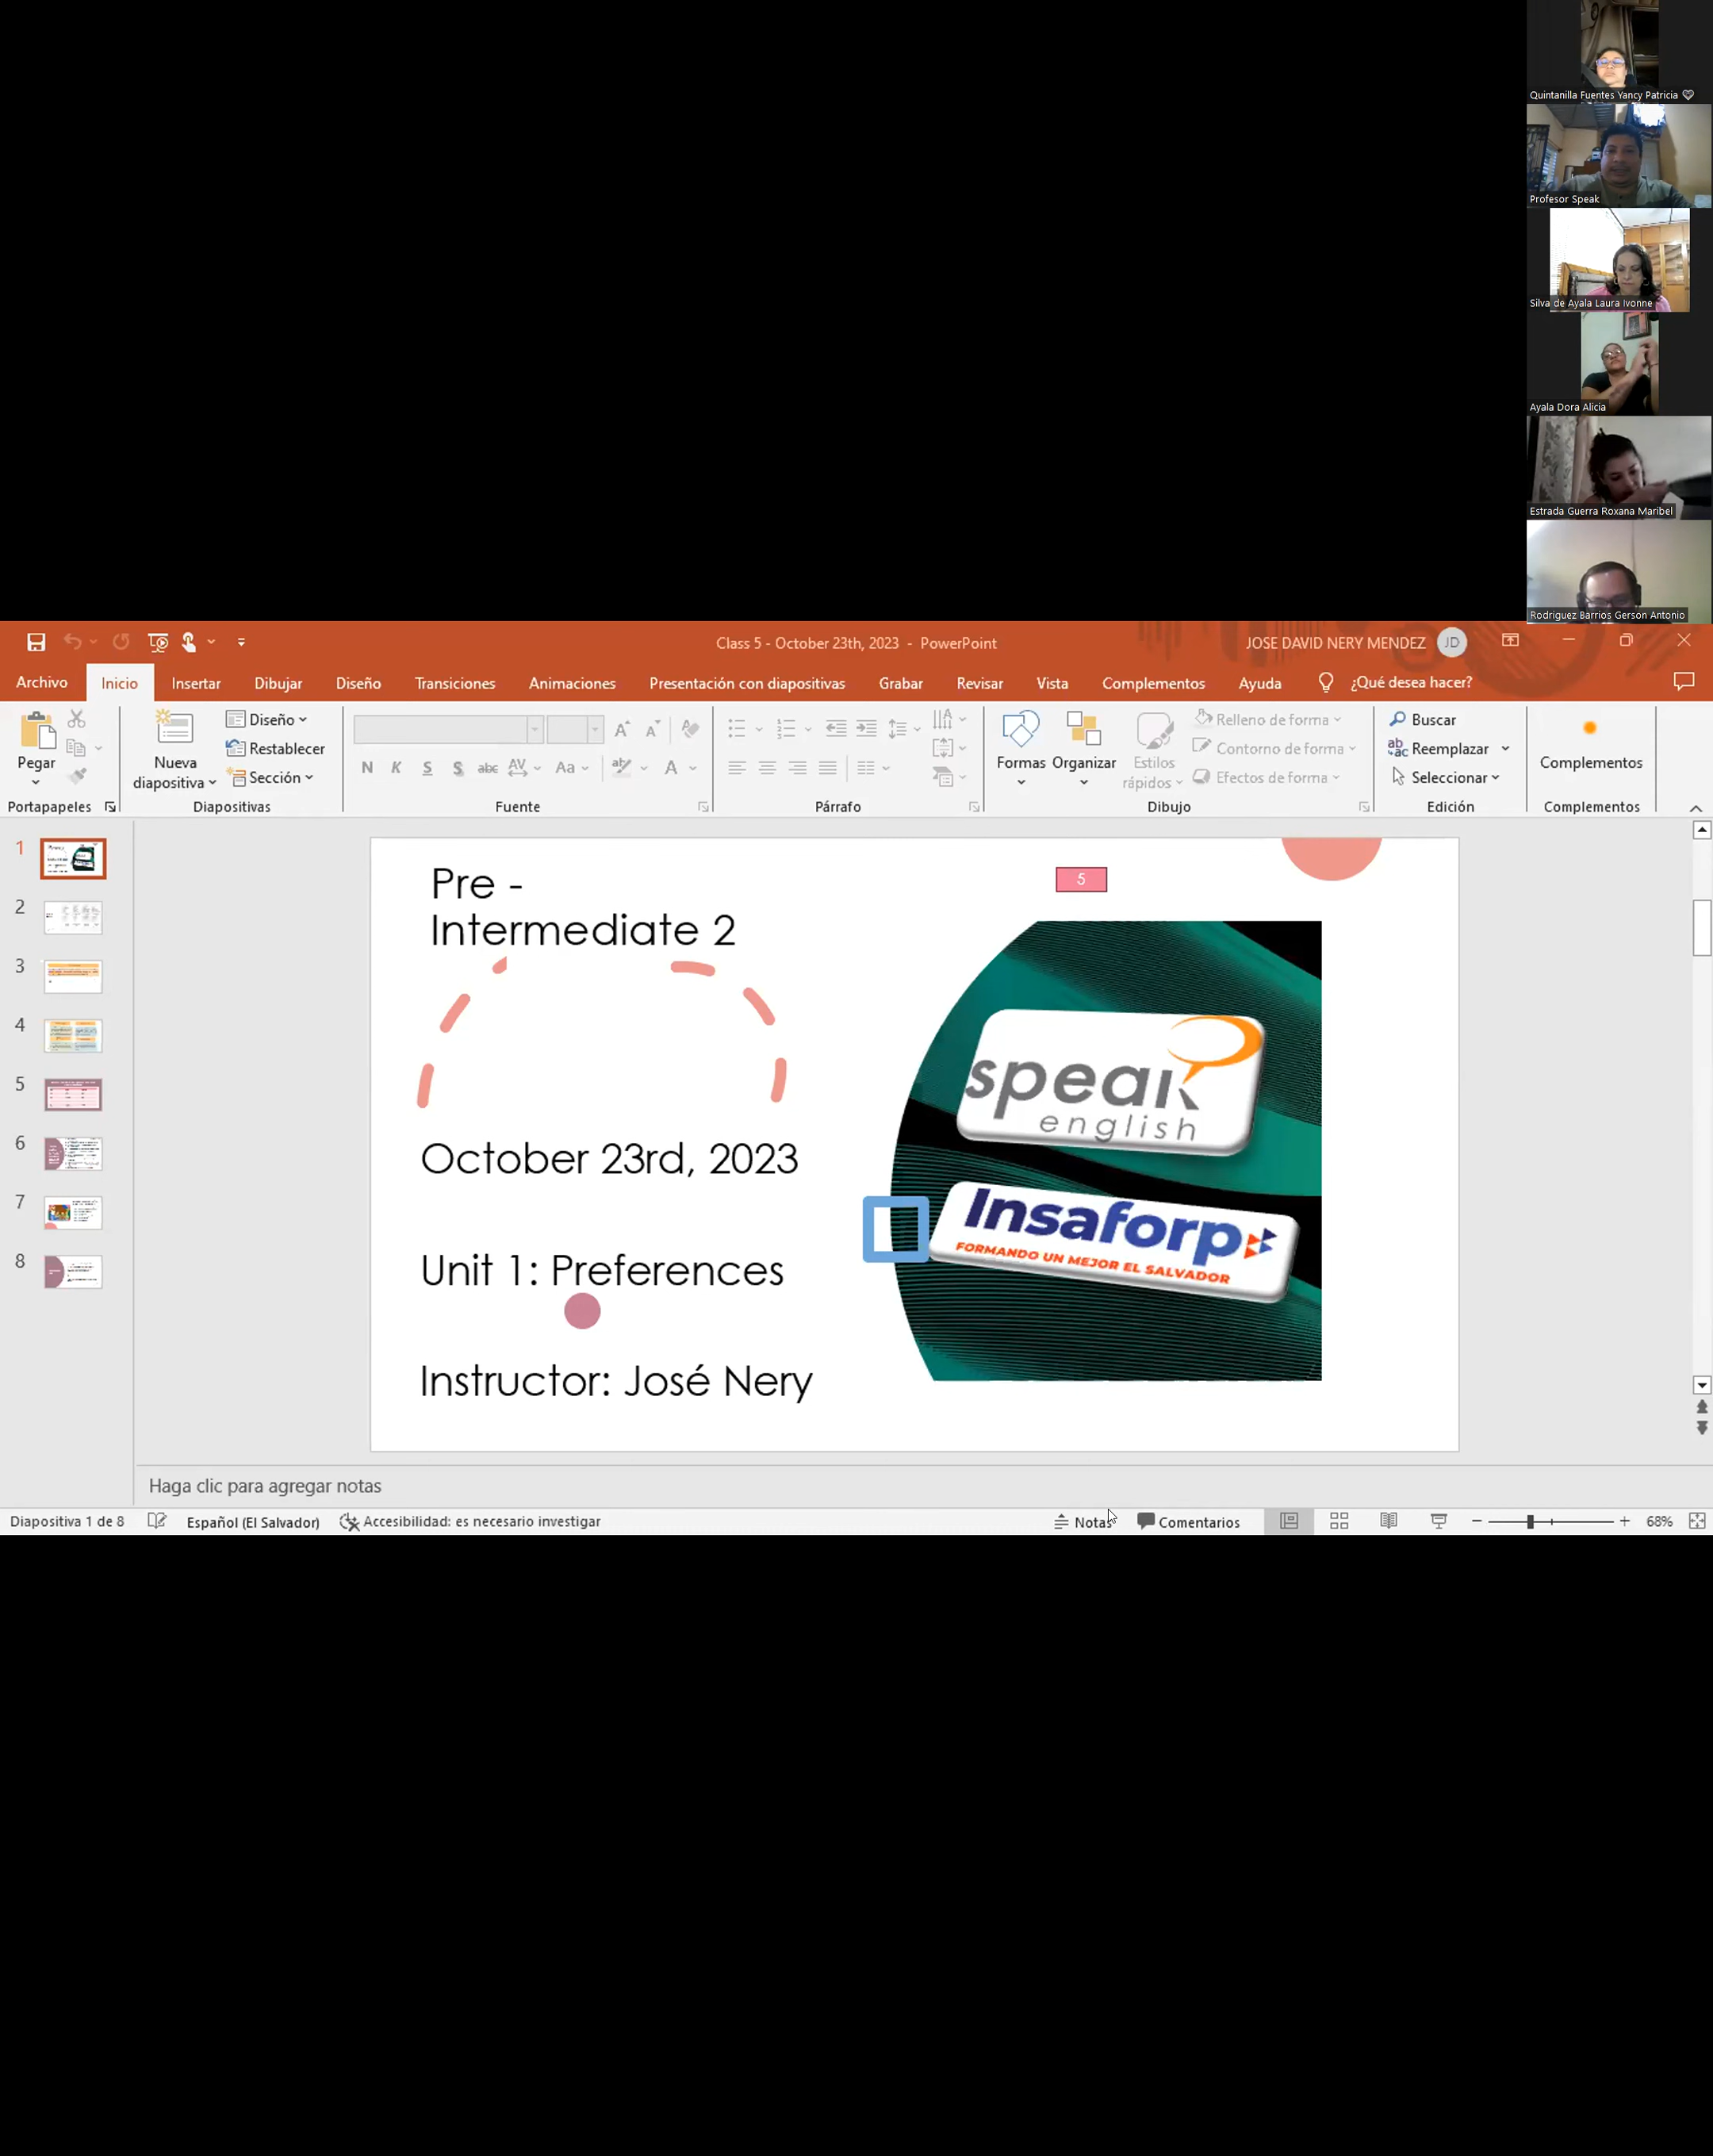 Quintanilla Fuentes Yancy Patricia
Profesor Speak
Silva de Ayala Laura Ivonne
Ayala Dora Alicia
Estrada Guerra Roxana Maribel
Rodriguez Barrios Gerson Antonio
Class 5 - October 23th, 2023 - PowerPoint
JOSE DAVID NERY MENDEZ
JD
Archivo
Inicio
Insertar
Dibujar
Diseño
Transiciones
Animaciones
Presentación con diapositivas
Grabar
Revisar
Vista
Complementos
Ayuda
¿Qué desea hacer?
Pegar
Portapapeles
Nueva
diapositiva
Diseño
Restablecer
Sección
Diapositivas
N K S S abc AV Aa A
Fuente
Párrafo
Formas
Organizar
Estilos
rápidos
Relleno de forma
Contorno de forma
Efectos de forma
Dibujo
Buscar
Reemplazar
Seleccionar
Edición
Complementos
Complementos
1
2
3
4
5
6
7
8
Pre -
Intermediate 2
5
October 23rd, 2023
Unit 1: Preferences
Instructor: José Nery
speak
english
Insaforp
FORMANDO UN MEJOR EL SALVADOR
Haga clic para agregar notas
Diapositiva 1 de 8
Español (El Salvador)
Accesibilidad: es necesario investigar
Notas
Comentarios
68%